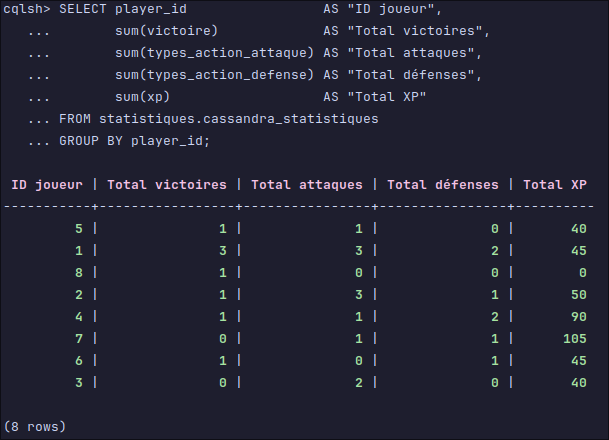 cqlsh> SELECT player_id                 AS "ID joueur",
   ...        sum(victoire)             AS "Total victoires",
   ...        sum(types_action_attaque) AS "Total attaques",
   ...        sum(types_action_defense) AS "Total défenses",
   ...        sum(xp)                   AS "Total XP"
   ... FROM statistiques.cassandra_statistiques
   ... GROUP BY player_id;
 ID joueur | Total victoires | Total attaques | Total défenses | Total XP
-----------+-----------------+----------------+----------------+----------
         5 |               1 |              1 |              0 |       40
         1 |               3 |              3 |              2 |       45
         8 |               1 |              0 |              0 |        0
         2 |               1 |              3 |              1 |       50
         4 |               1 |              1 |              2 |       90
         7 |               0 |              1 |              1 |      105
         6 |               1 |              0 |              1 |       45
         3 |               0 |              2 |              0 |       40
(8 rows)